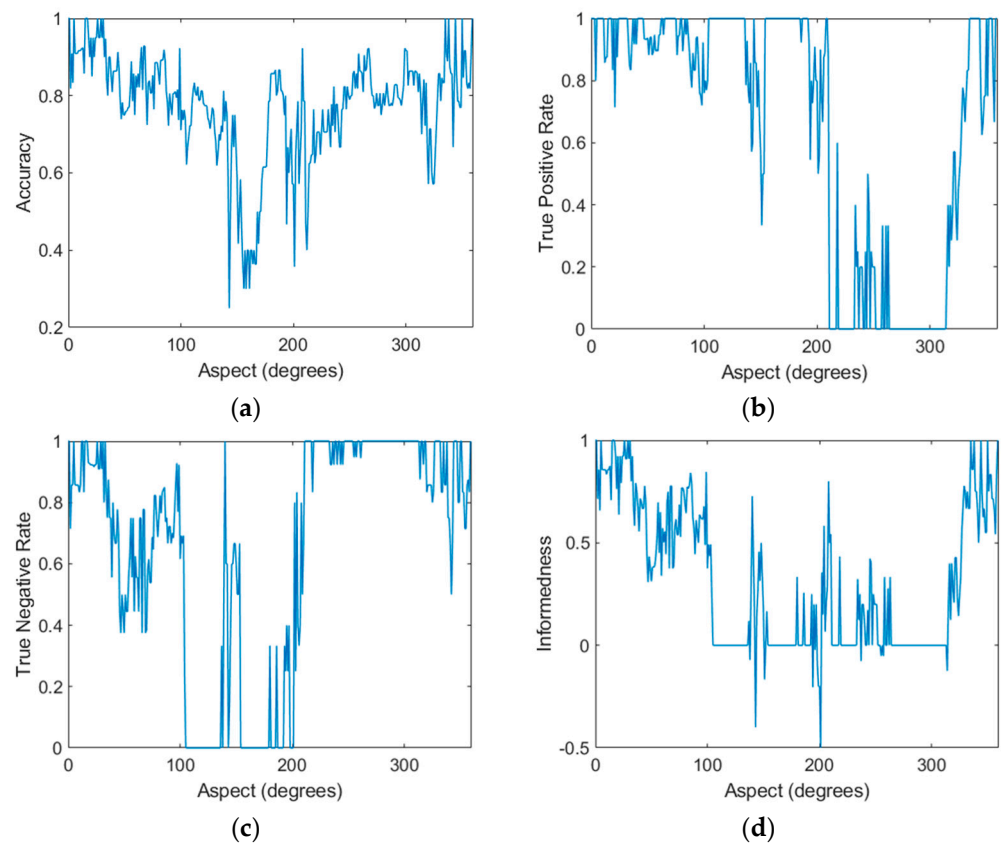 1
0.8
0.6
0.4
0.2
0 100 200 300
Accuracy
Aspect (degrees)
(a)
1
0.8
0.6
0.4
0.2
0
0 100 200 300
True Positive Rate
Aspect (degrees)
(b)
1
0.8
0.6
0.4
0.2
0
0 100 200 300
True Negative Rate
Aspect (degrees)
(c)
1
0.5
0
-0.5
0 100 200 300
Informedness
Aspect (degrees)
(d)